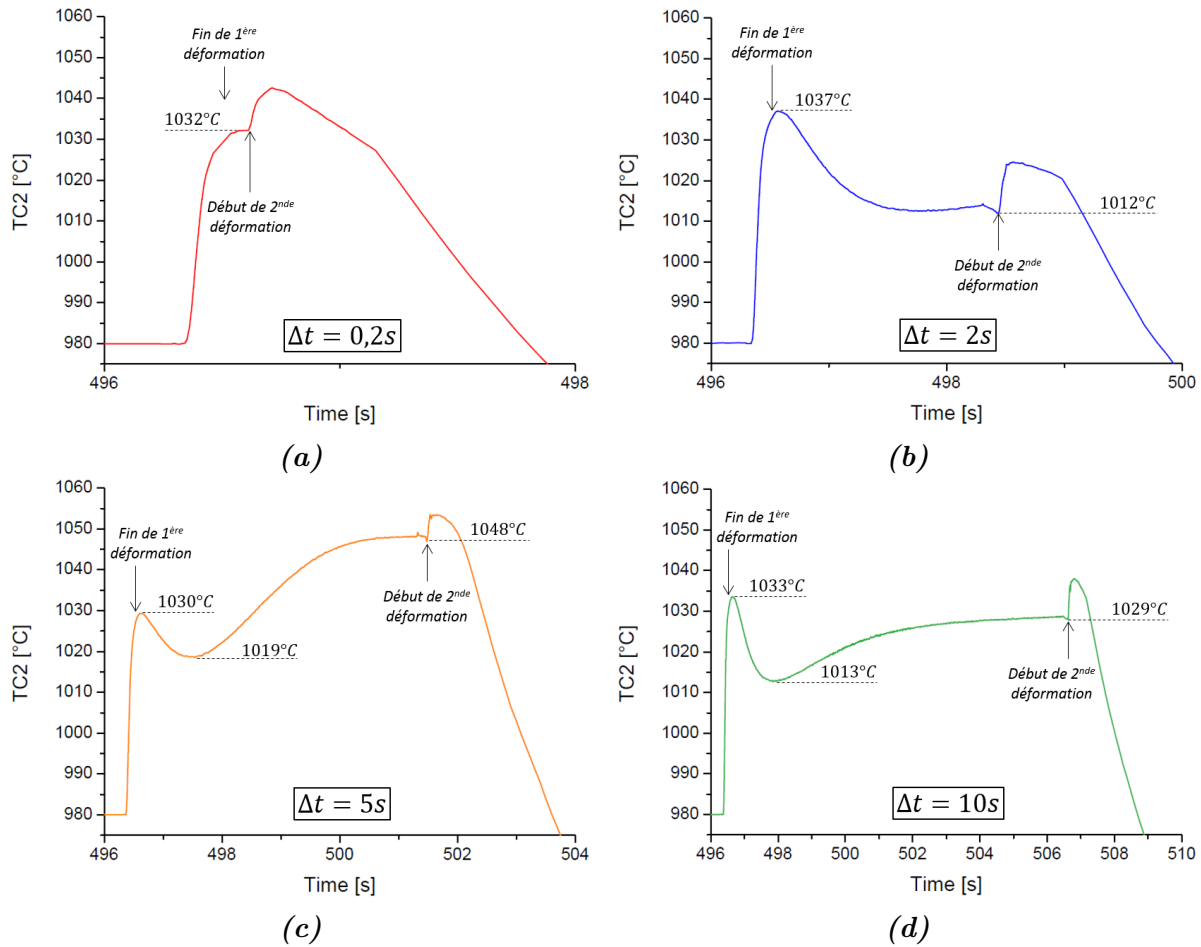 1060
1050
1040
1030
1020
1010
1000
990
980
TC2 [°C]
Fin de 1ère
déformation
1032°C
Début de 2nde
déformation
Δt = 0,2s
496
498
Time [s]
(a)
1060
1050
1040
1030
1020
1010
1000
990
980
TC2 [°C]
Fin de 1ère
déformation
1037°C
1012°C
Début de 2nde
déformation
Δt = 2s
496
498
500
Time [s]
(b)
1060
1050
1040
1030
1020
1010
1000
990
980
TC2 [°C]
Fin de 1ère
déformation
1030°C
1019°C
1048°C
Début de 2nde
déformation
Δt = 5s
496
498
500
502
504
Time [s]
(c)
1060
1050
1040
1030
1020
1010
1000
990
980
TC2 [°C]
Fin de 1ère
déformation
1033°C
1013°C
1029°C
Début de 2nde
déformation
Δt = 10s
496
498
500
502
504
506
508
510
Time [s]
(d)